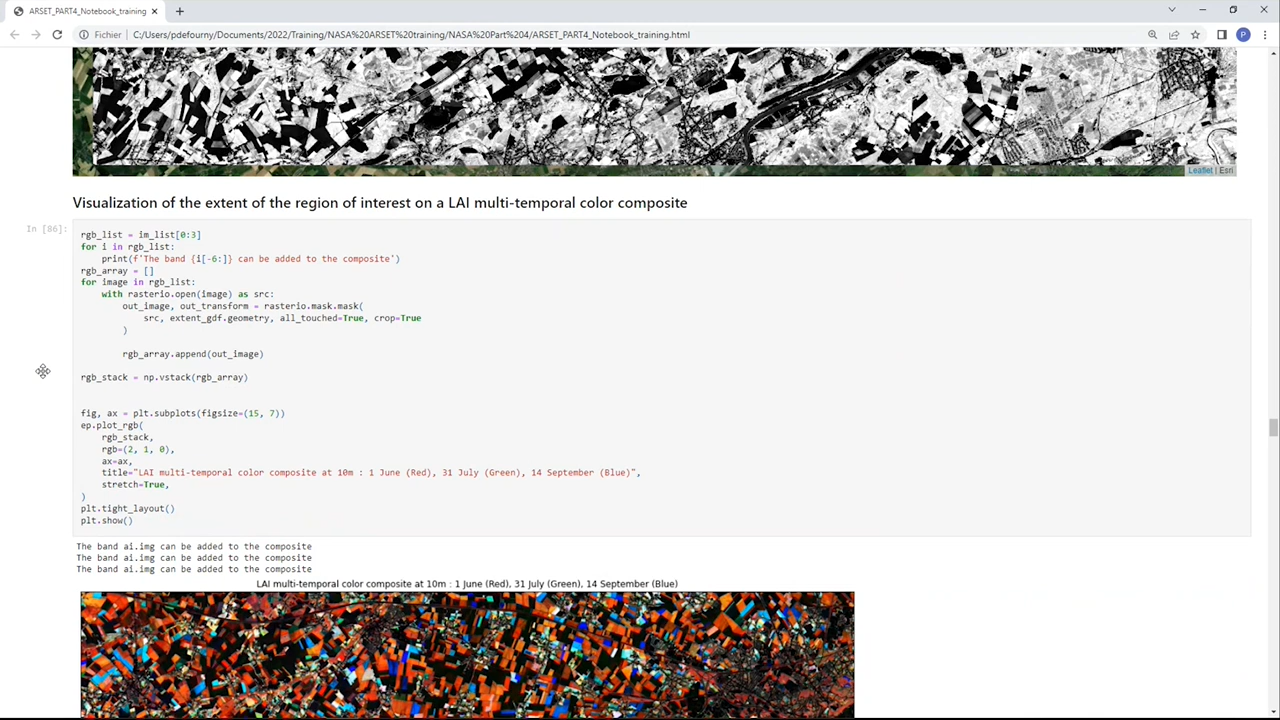 ARSET_PART4_Notebook_training
Fichier
C:/Users/pdefourny/Documents/2022/Training/NASA%20ARSET%20training/NASA%20Part%204/ARSET_PART4_Notebook_training.html
P
Leaflet | Esri
Visualization of the extent of the region of interest on a LAI multi-temporal color composite
In [86]:
rgb_list = im_list[0:3]
for i in rgb_list:
    print(f'The band {i[-6:]} can be added to the composite')
rgb_array = []
for image in rgb_list:
    with rasterio.open(image) as src:
        out_image, out_transform = rasterio.mask.mask(
            src, extent_gdf.geometry, all_touched=True, crop=True
        )
        rgb_array.append(out_image)
rgb_stack = np.vstack(rgb_array)
fig, ax = plt.subplots(figsize=(15, 7))
ep.plot_rgb(
    rgb_stack,
    rgb=(2, 1, 0),
    ax=ax,
    title="LAI multi-temporal color composite at 10m : 1 June (Red), 31 July (Green), 14 September (Blue)",
    stretch=True,
)
plt.tight_layout()
plt.show()
The band ai.img can be added to the composite
The band ai.img can be added to the composite
The band ai.img can be added to the composite
LAI multi-temporal color composite at 10m : 1 June (Red), 31 July (Green), 14 September (Blue)